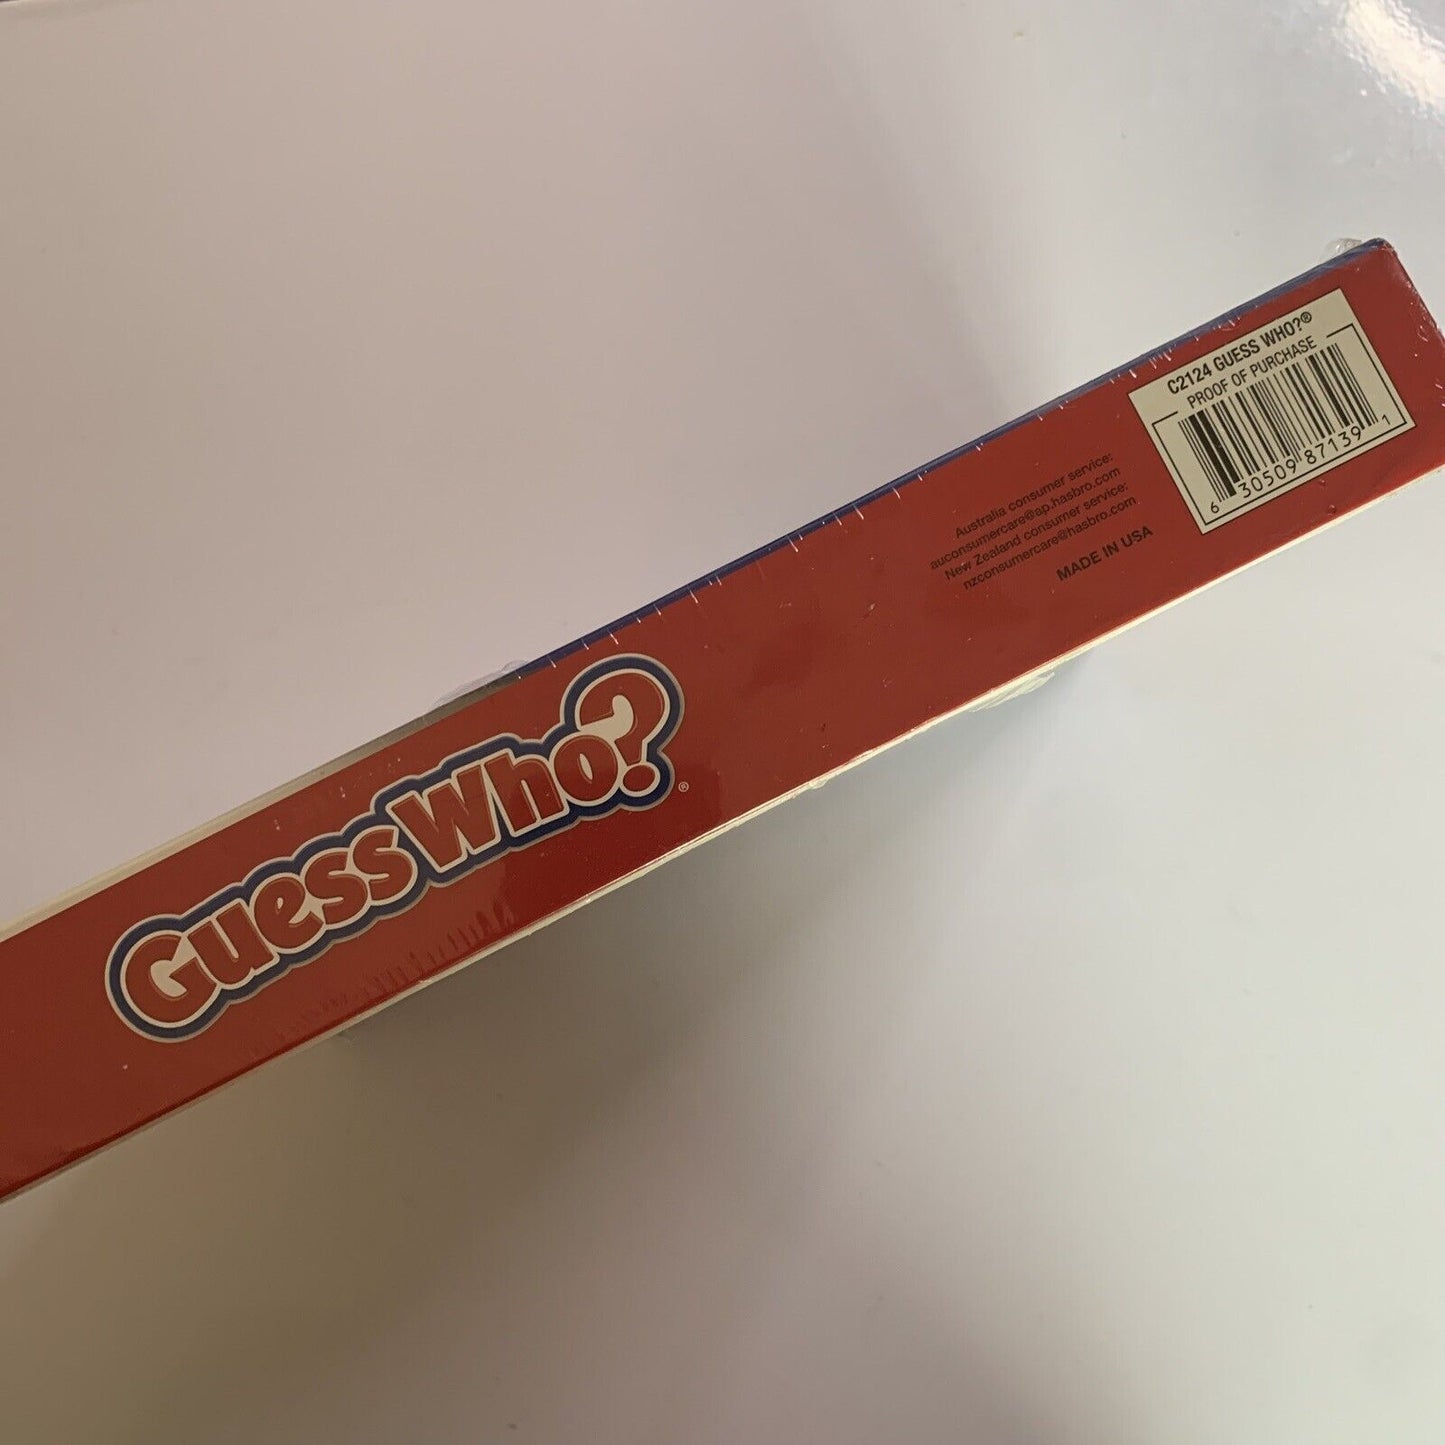 Guess Who?®
Australia consumer service:
auconsumercare@ap.hasbro.com
New Zealand consumer service:
nzconsumercare@hasbro.com
MADE IN USA
C2124 GUESS WHO?®
PROOF OF PURCHASE
6 30509 87139 1